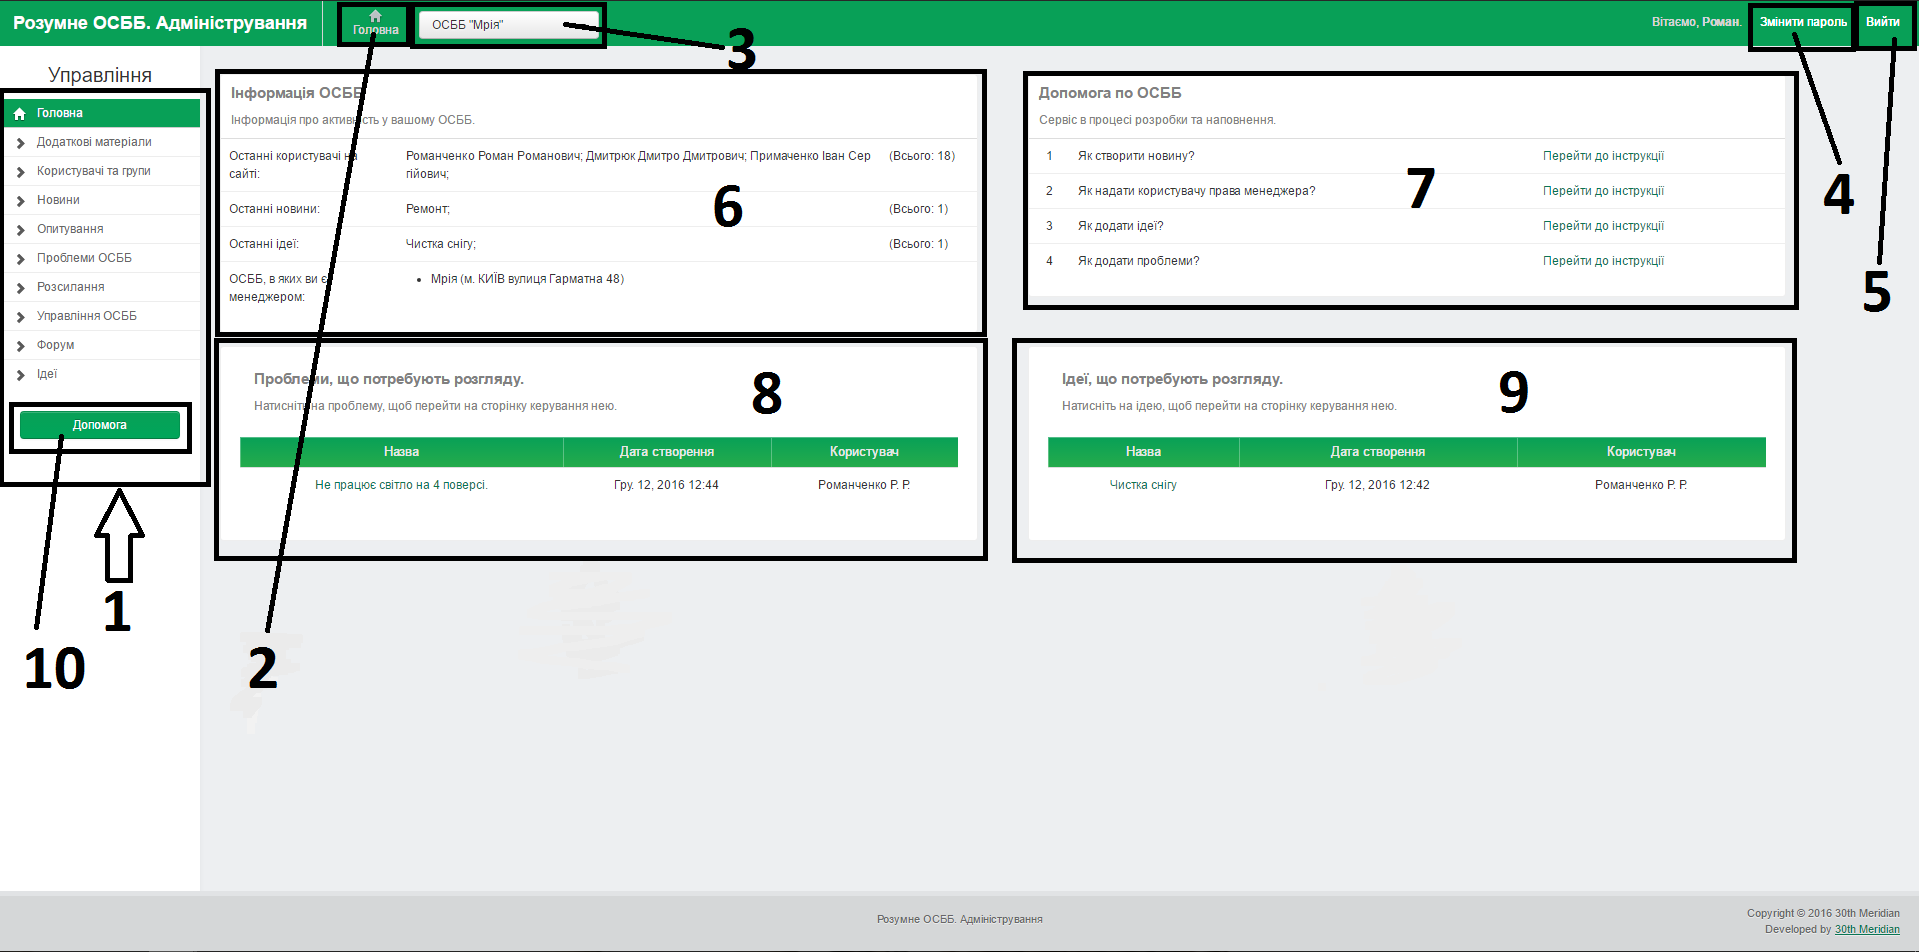 Розумне ОСББ. Адміністрування
Головна
ОСББ "Мрія"
Вітаємо, Роман.
Змінити пароль
Вийти
3
4
5
Управління
Головна
Додаткові матеріали
Користувачі та групи
Новини
Опитування
Проблеми ОСББ
Розсилання
Управління ОСББ
Форум
Ідеї
Допомога
1
10
2
Інформація ОСББ
Інформація про активність у вашому ОСББ.
Останні користувачі на
сайті:
Романченко Роман Романович; Дмитрюк Дмитро Дмитрович; Примаченко Іван Сер
гійович;
(Всього: 18)
6
Останні новини:
Ремонт;
(Всього: 1)
Останні ідеї:
Чистка снігу;
(Всього: 1)
ОСББ, в яких ви є
менеджером:
• Мрія (м. КИЇВ вулиця Гарматна 48)
Допомога по ОСББ
Сервіс в процесі розробки та наповнення.
1 Як створити новину? Перейти до інструкції
2 Як надати користувачу права менеджера? Перейти до інструкції
3 Як додати ідеї? Перейти до інструкції
4 Як додати проблеми? Перейти до інструкції
7
Проблеми, що потребують розгляду.
Натисніть на проблему, щоб перейти на сторінку керування нею.
8
Назва Дата створення Користувач
Не працює світло на 4 поверсі. Гру. 12, 2016 12:44 Романченко Р. Р.
Ідеї, що потребують розгляду.
Натисніть на ідею, щоб перейти на сторінку керування нею.
9
Назва Дата створення Користувач
Чистка снігу Гру. 12, 2016 12:42 Романченко Р. Р.
Розумне ОСББ. Адміністрування
Copyright © 2016 30th Meridian
Developed by 30th Meridian